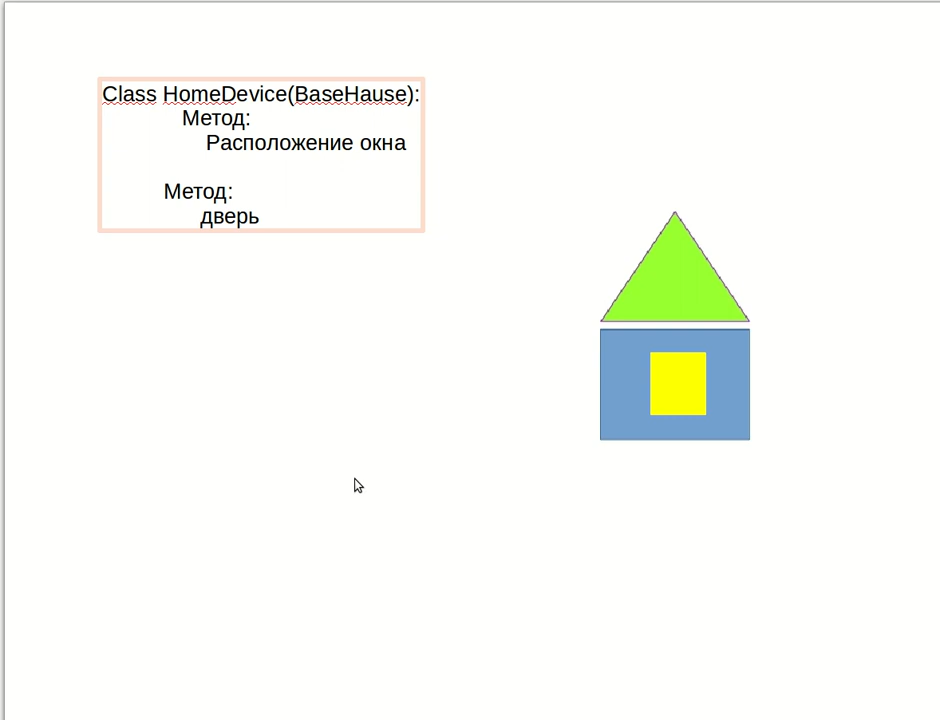 Class HomeDevice(BaseHause):
Метод:
Расположение окна
Метод:
дверь